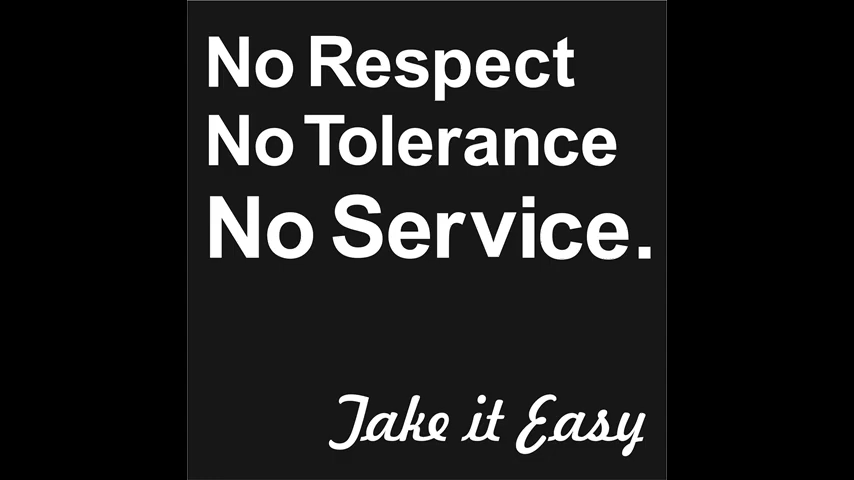 No Respect
No Tolerance
No Service.
Take it Easy